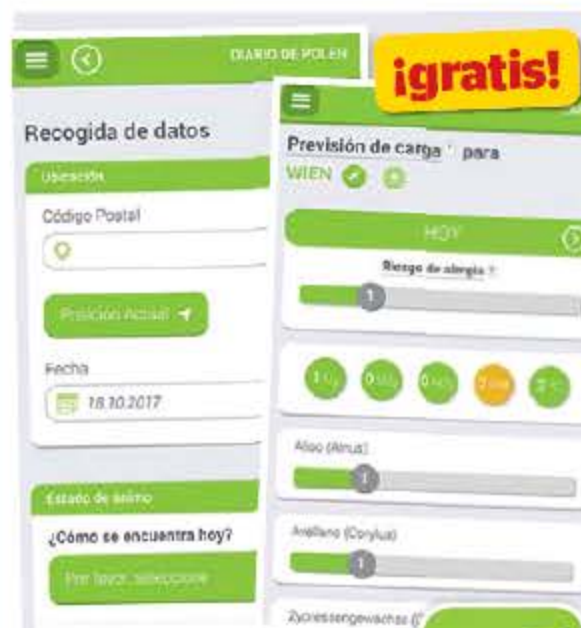 DIARIO DE POLEN
Recogida de datos
Ubicación
Código Postal
Posición Actual
Fecha
18.10.2017
Estado de ánimo
¿Cómo se encuentra hoy?
Por favor, seleccione
¡gratis!
Previsión de carga para
WIEN
HOY
Riesgo de alergia
1
Aliso (Alnus)
1
Avellano (Corylus)
1
Zypressengewächse